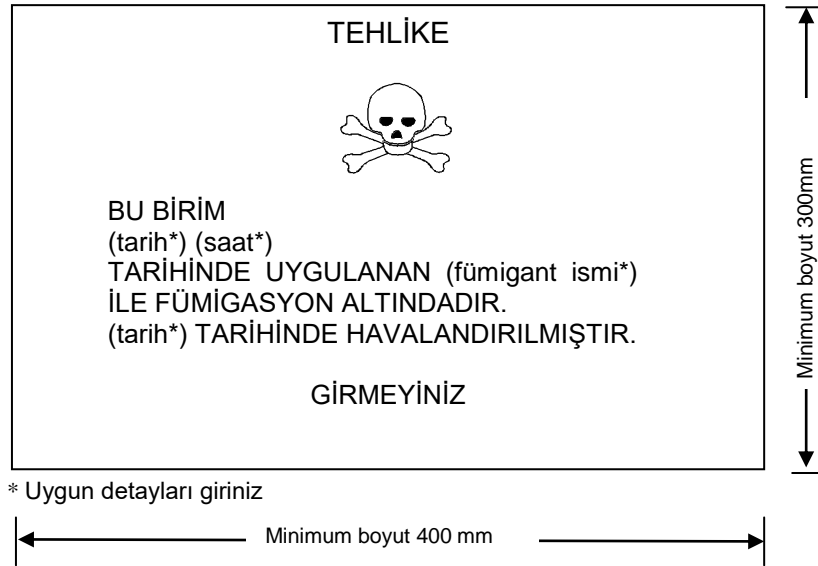 TEHLİKE
BU BİRİM
(tarih*) (saat*)
TARİHİNDE UYGULANAN (fümigant ismi*)
İLE FÜMİGASYON ALTINDADIR.
(tarih*) TARİHİNDE HAVALANDIRILMIŞTIR.
GİRMEYİNİZ
Minimum boyut 300mm
* Uygun detayları giriniz
Minimum boyut 400 mm